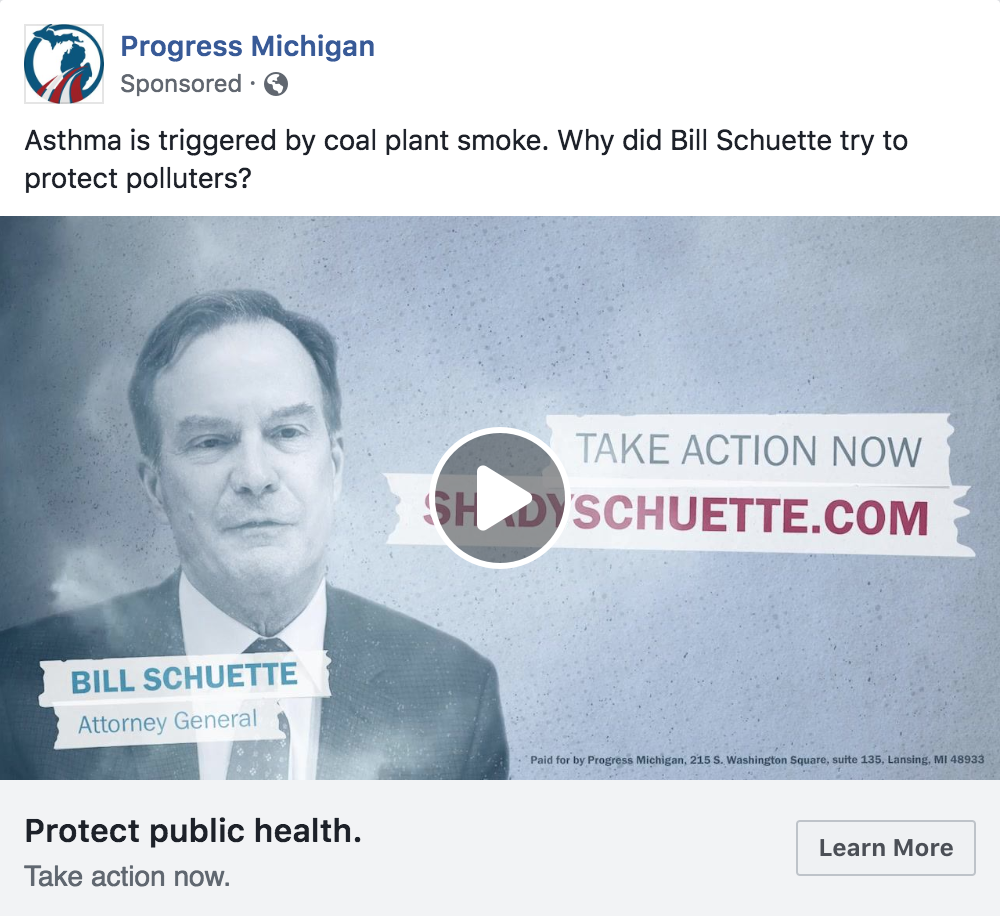 Progress Michigan
Sponsored ·
Asthma is triggered by coal plant smoke. Why did Bill Schuette try to
protect polluters?
TAKE ACTION NOW
SHADYSCHUETTE.COM
BILL SCHUETTE
Attorney General
Paid for by Progress Michigan, 215 S. Washington Square, suite 135, Lansing, MI 48933
Protect public health.
Take action now.
Learn More